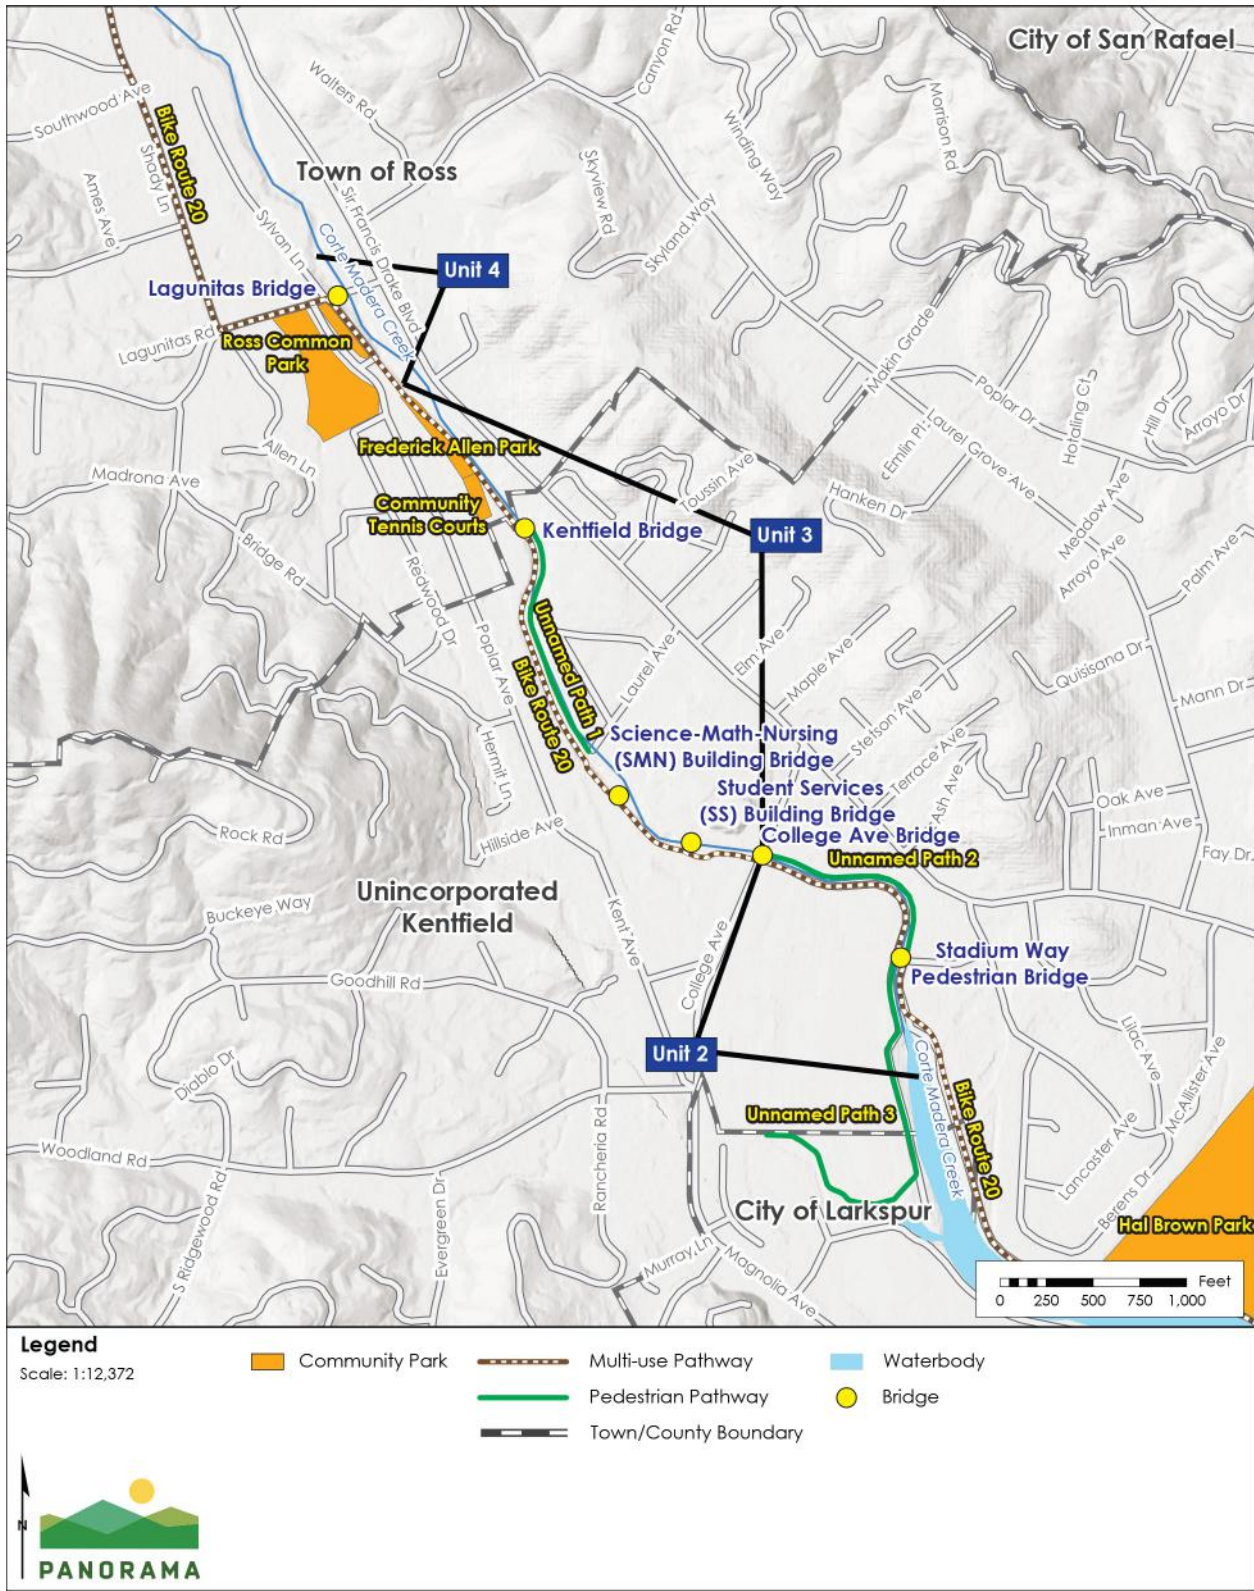 City of San Rafael
Canyon Rd
Walters Rd
Southwood Ave
Bike Route 20
Shady Ln
Ames Ave
Town of Ross
Sir Francis Drake Blvd
Sylvan Ln
Corte Madera Creek
Skyview Rd
Winding Way
Morrison Rd
Skyland Way
Unit 4
Lagunitas Bridge
Lagunitas Rd
Ross Common
Park
Makin Grade
Poplar Dr
Hotaling Ct
Hill Dr
Arroyo Dr
Laurel Grove Ave
Emlin Pl
Allen Ln
Frederick Allen Park
Madrona Ave
Toussin Ave
Hanken Dr
Meadow Ave
Community
Tennis Courts
Kentfield Bridge
Unit 3
Bridge Rd
Redwood Dr
Arroyo Ave
Palm Ave
Poplar Ave
Unnamed Path 1
Bike Route 20
Laurel Ave
Elm Ave
Maple Ave
Quisisana Dr
Mann Dr
Stetson Ave
Terrace Ave
Ash Ave
Hermit Ln
Science-Math-Nursing
(SMN) Building Bridge
Student Services
(SS) Building Bridge
College Ave Bridge
Unnamed Path 2
Oak Ave
Inman Ave
Fay Dr
Rock Rd
Hillside Ave
Unincorporated
Kentfield
Buckeye Way
Kent Ave
College Ave
Goodhill Rd
Stadium Way
Pedestrian Bridge
Unit 2
Diablo Dr
Lilac Ave
McAllister Ave
Corte Madera Creek
Bike Route 20
Unnamed Path 3
Woodland Rd
Rancheria Rd
Lancaster Ave
Berens Dr
City of Larkspur
Hal Brown Park
S Ridgewood Rd
Evergreen Dr
Murray Ln
Magnolia Ave
Feet
0 250 500 750 1,000
Legend
Scale: 1:12,372
Community Park
Multi-use Pathway
Waterbody
Pedestrian Pathway
Bridge
Town/County Boundary
N
PANORAMA